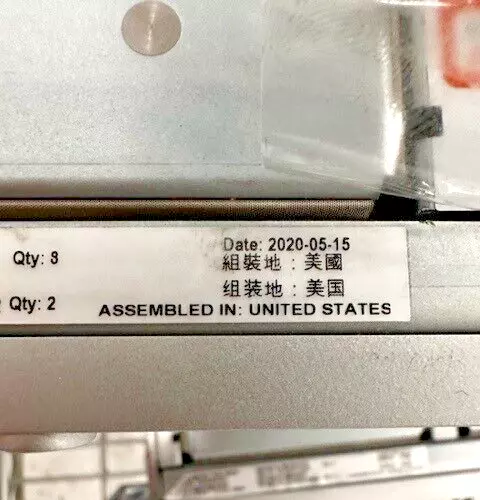 Date: 2020-05-15
Qty: 8
組裝地：美國
组装地：美国
Qty: 2
ASSEMBLED IN: UNITED STATES